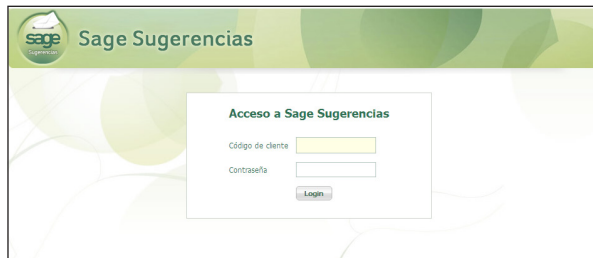 sage
Sugerencias
Sage Sugerencias
Acceso a Sage Sugerencias
Código de cliente
Contraseña
Login